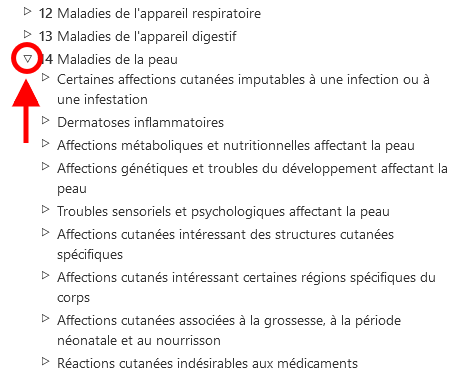 12 Maladies de l'appareil respiratoire
13 Maladies de l'appareil digestif
14 Maladies de la peau
Certaines affections cutanées imputables à une infection ou à
une infestation
Dermatoses inflammatoires
Affections métaboliques et nutritionnelles affectant la peau
Affections génétiques et troubles du développement affectant la
peau
Troubles sensoriels et psychologiques affectant la peau
Affections cutanées intéressant des structures cutanées
spécifiques
Affections cutanés intéressant certaines régions spécifiques du
corps
Affections cutanées associées à la grossesse, à la période
néonatale et au nourrisson
Réactions cutanées indésirables aux médicaments